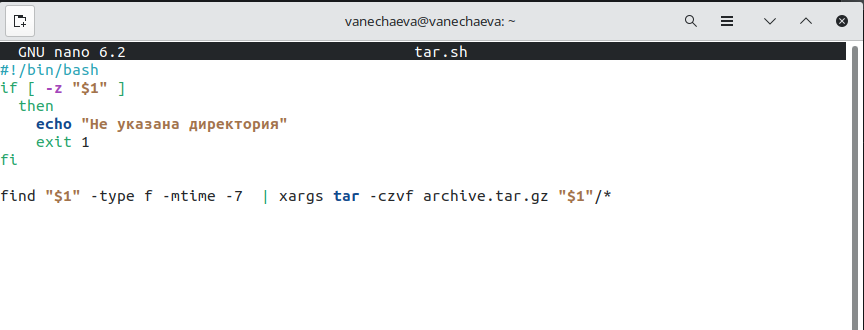 vanechaeva@vanechaeva: ~
GNU nano 6.2 tar.sh
#!/bin/bash
if [ -z "$1" ]
then
echo "Не указана директория"
exit 1
fi
find "$1" -type f -mtime -7 | xargs tar -czvf archive.tar.gz "$1"/*